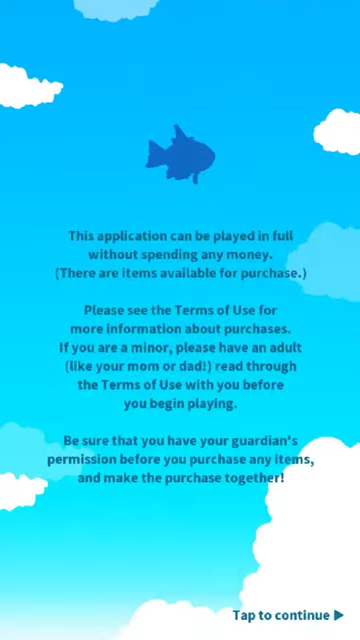 This application can be played in full
without spending any money.
(There are items available for purchase.)
Please see the Terms of Use for
more information about purchases.
If you are a minor, please have an adult
(like your mom or dad!) read through
the Terms of Use with you before
you begin playing.
Be sure that you have your guardian's
permission before you purchase any items,
and make the purchase together!
Tap to continue ▶